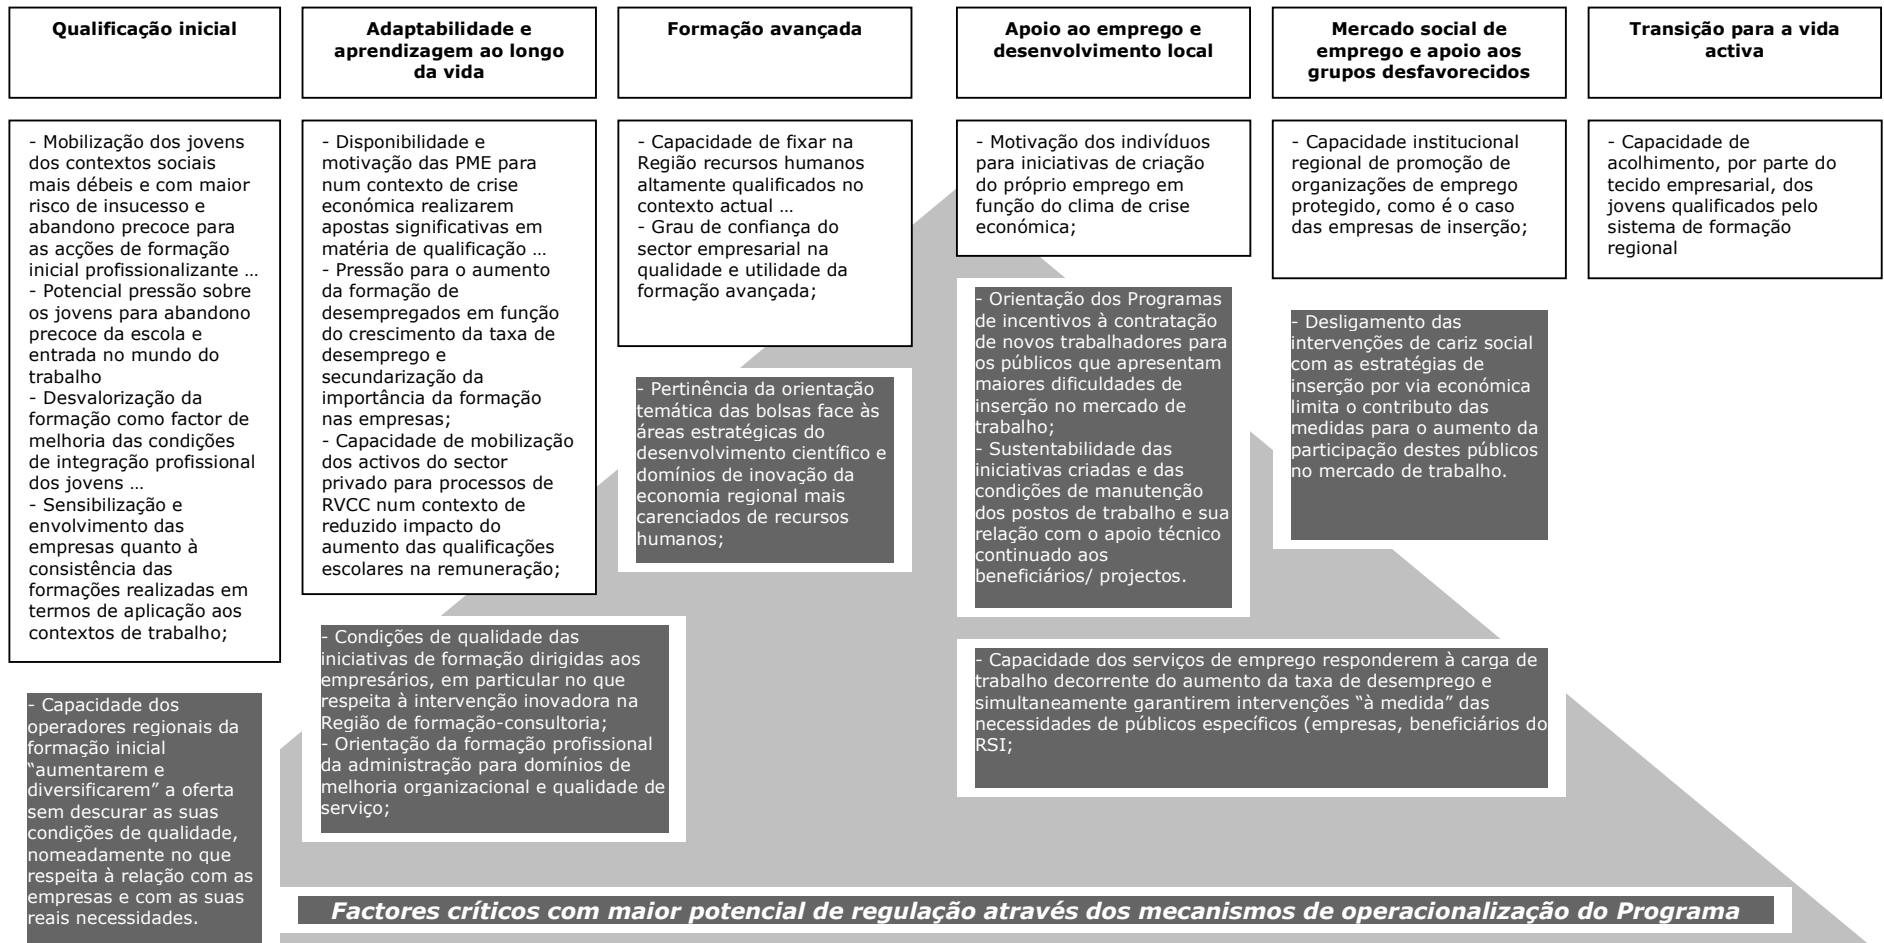 Qualificação inicial
Adaptabilidade e
aprendizagem ao longo
da vida
Formação avançada
Apoio ao emprego e
desenvolvimento local
Mercado social de
emprego e apoio aos
grupos desfavorecidos
Transição para a vida
activa
- Mobilização dos jovens
dos contextos sociais
mais débeis e com maior
risco de insucesso e
abandono precoce para
as acções de formação
inicial profissionalizante …
- Potencial pressão sobre
os jovens para abandono
precoce da escola e
entrada no mundo do
trabalho
- Desvalorização da
formação como factor de
melhoria das condições
de integração profissional
dos jovens …
- Sensibilização e
envolvimento das
empresas quanto à
consistência das
formações realizadas em
termos de aplicação aos
contextos de trabalho;
- Capacidade dos
operadores regionais da
formação inicial
“aumentarem e
diversificarem” a oferta
sem descurar as suas
condições de qualidade,
nomeadamente no que
respeita à relação com as
empresas e com as suas
reais necessidades.
- Disponibilidade e
motivação das PME para
num contexto de crise
económica realizarem
apostas significativas em
matéria de qualificação …
- Pressão para o aumento
da formação de
desempregados em função
do crescimento da taxa de
desemprego e
secundarização da
importância da formação
nas empresas;
- Capacidade de mobilização
dos activos do sector
privado para processos de
RVCC num contexto de
reduzido impacto do
aumento das qualificações
escolares na remuneração;
- Condições de qualidade das
iniciativas de formação dirigidas aos
empresários, em particular no que
respeita à intervenção inovadora na
Região de formação-consultoria;
- Orientação da formação profissional
da administração para domínios de
melhoria organizacional e qualidade de
serviço;
- Capacidade de fixar na
Região recursos humanos
altamente qualificados no
contexto actual …
- Grau de confiança do
sector empresarial na
qualidade e utilidade da
formação avançada;
- Pertinência da orientação
temática das bolsas face às
áreas estratégicas do
desenvolvimento científico e
domínios de inovação da
economia regional mais
carenciados de recursos
humanos;
- Motivação dos indivíduos
para iniciativas de criação
do próprio emprego em
função do clima de crise
económica;
- Orientação dos Programas
de incentivos à contratação
de novos trabalhadores para
os públicos que apresentam
maiores dificuldades de
inserção no mercado de
trabalho;
- Sustentabilidade das
iniciativas criadas e das
condições de manutenção
dos postos de trabalho e sua
relação com o apoio técnico
continuado aos
beneficiários/ projectos.
- Capacidade institucional
regional de promoção de
organizações de emprego
protegido, como é o caso
das empresas de inserção;
- Desligamento das
intervenções de cariz social
com as estratégias de
inserção por via económica
limita o contributo das
medidas para o aumento da
participação destes públicos
no mercado de trabalho.
- Capacidade de
acolhimento, por parte do
tecido empresarial, dos
jovens qualificados pelo
sistema de formação
regional
- Capacidade dos serviços de emprego responderem à carga de
trabalho decorrente do aumento da taxa de desemprego e
simultaneamente garantirem intervenções “à medida” das
necessidades de públicos específicos (empresas, beneficiários do
RSI;
Factores críticos com maior potencial de regulação através dos mecanismos de operacionalização do Programa